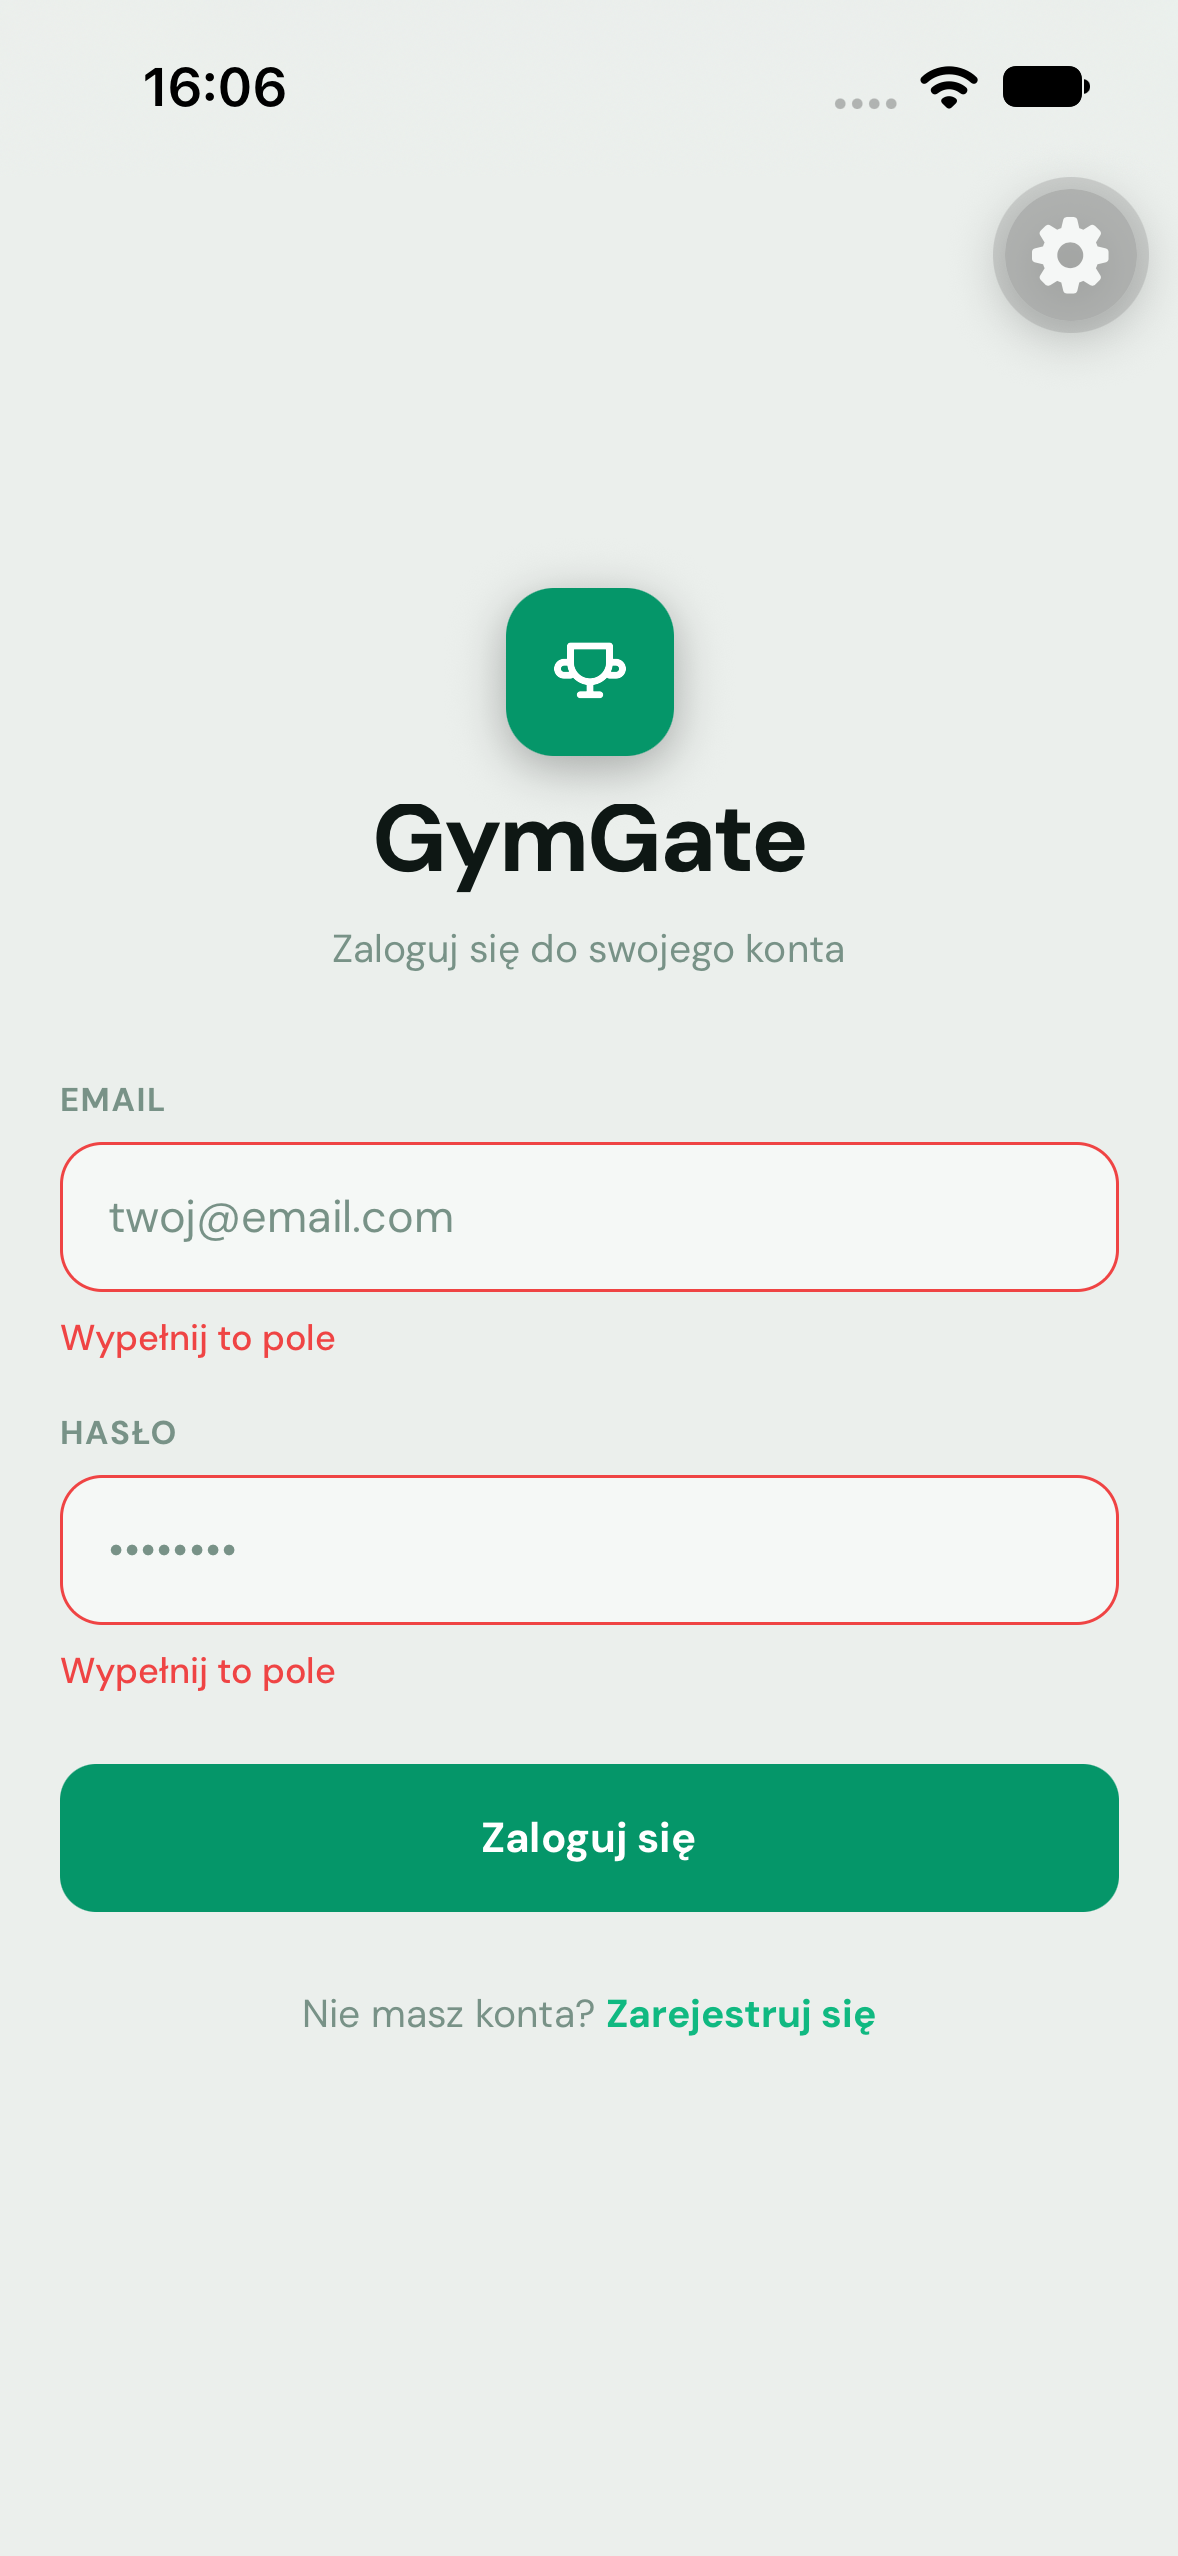 16:06
GymGate
Zaloguj się do swojego konta
EMAIL
twoj@email.com
Wypełnij to pole
HASŁO
••••••••
Wypełnij to pole
Zaloguj się
Nie masz konta? Zarejestruj się